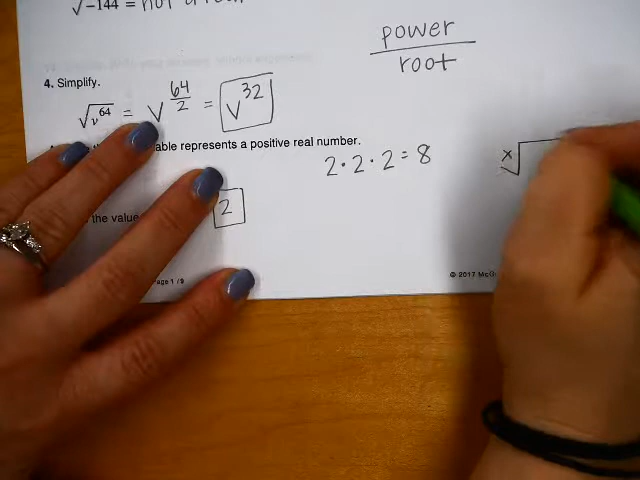 √-144 = not a real
power
root
4. Simplify.
√v^64 = v^(64/2) = v^32
able represents a positive real number.
2·2·2=8
x√
the value
2
age 1 /9
© 2017 McG